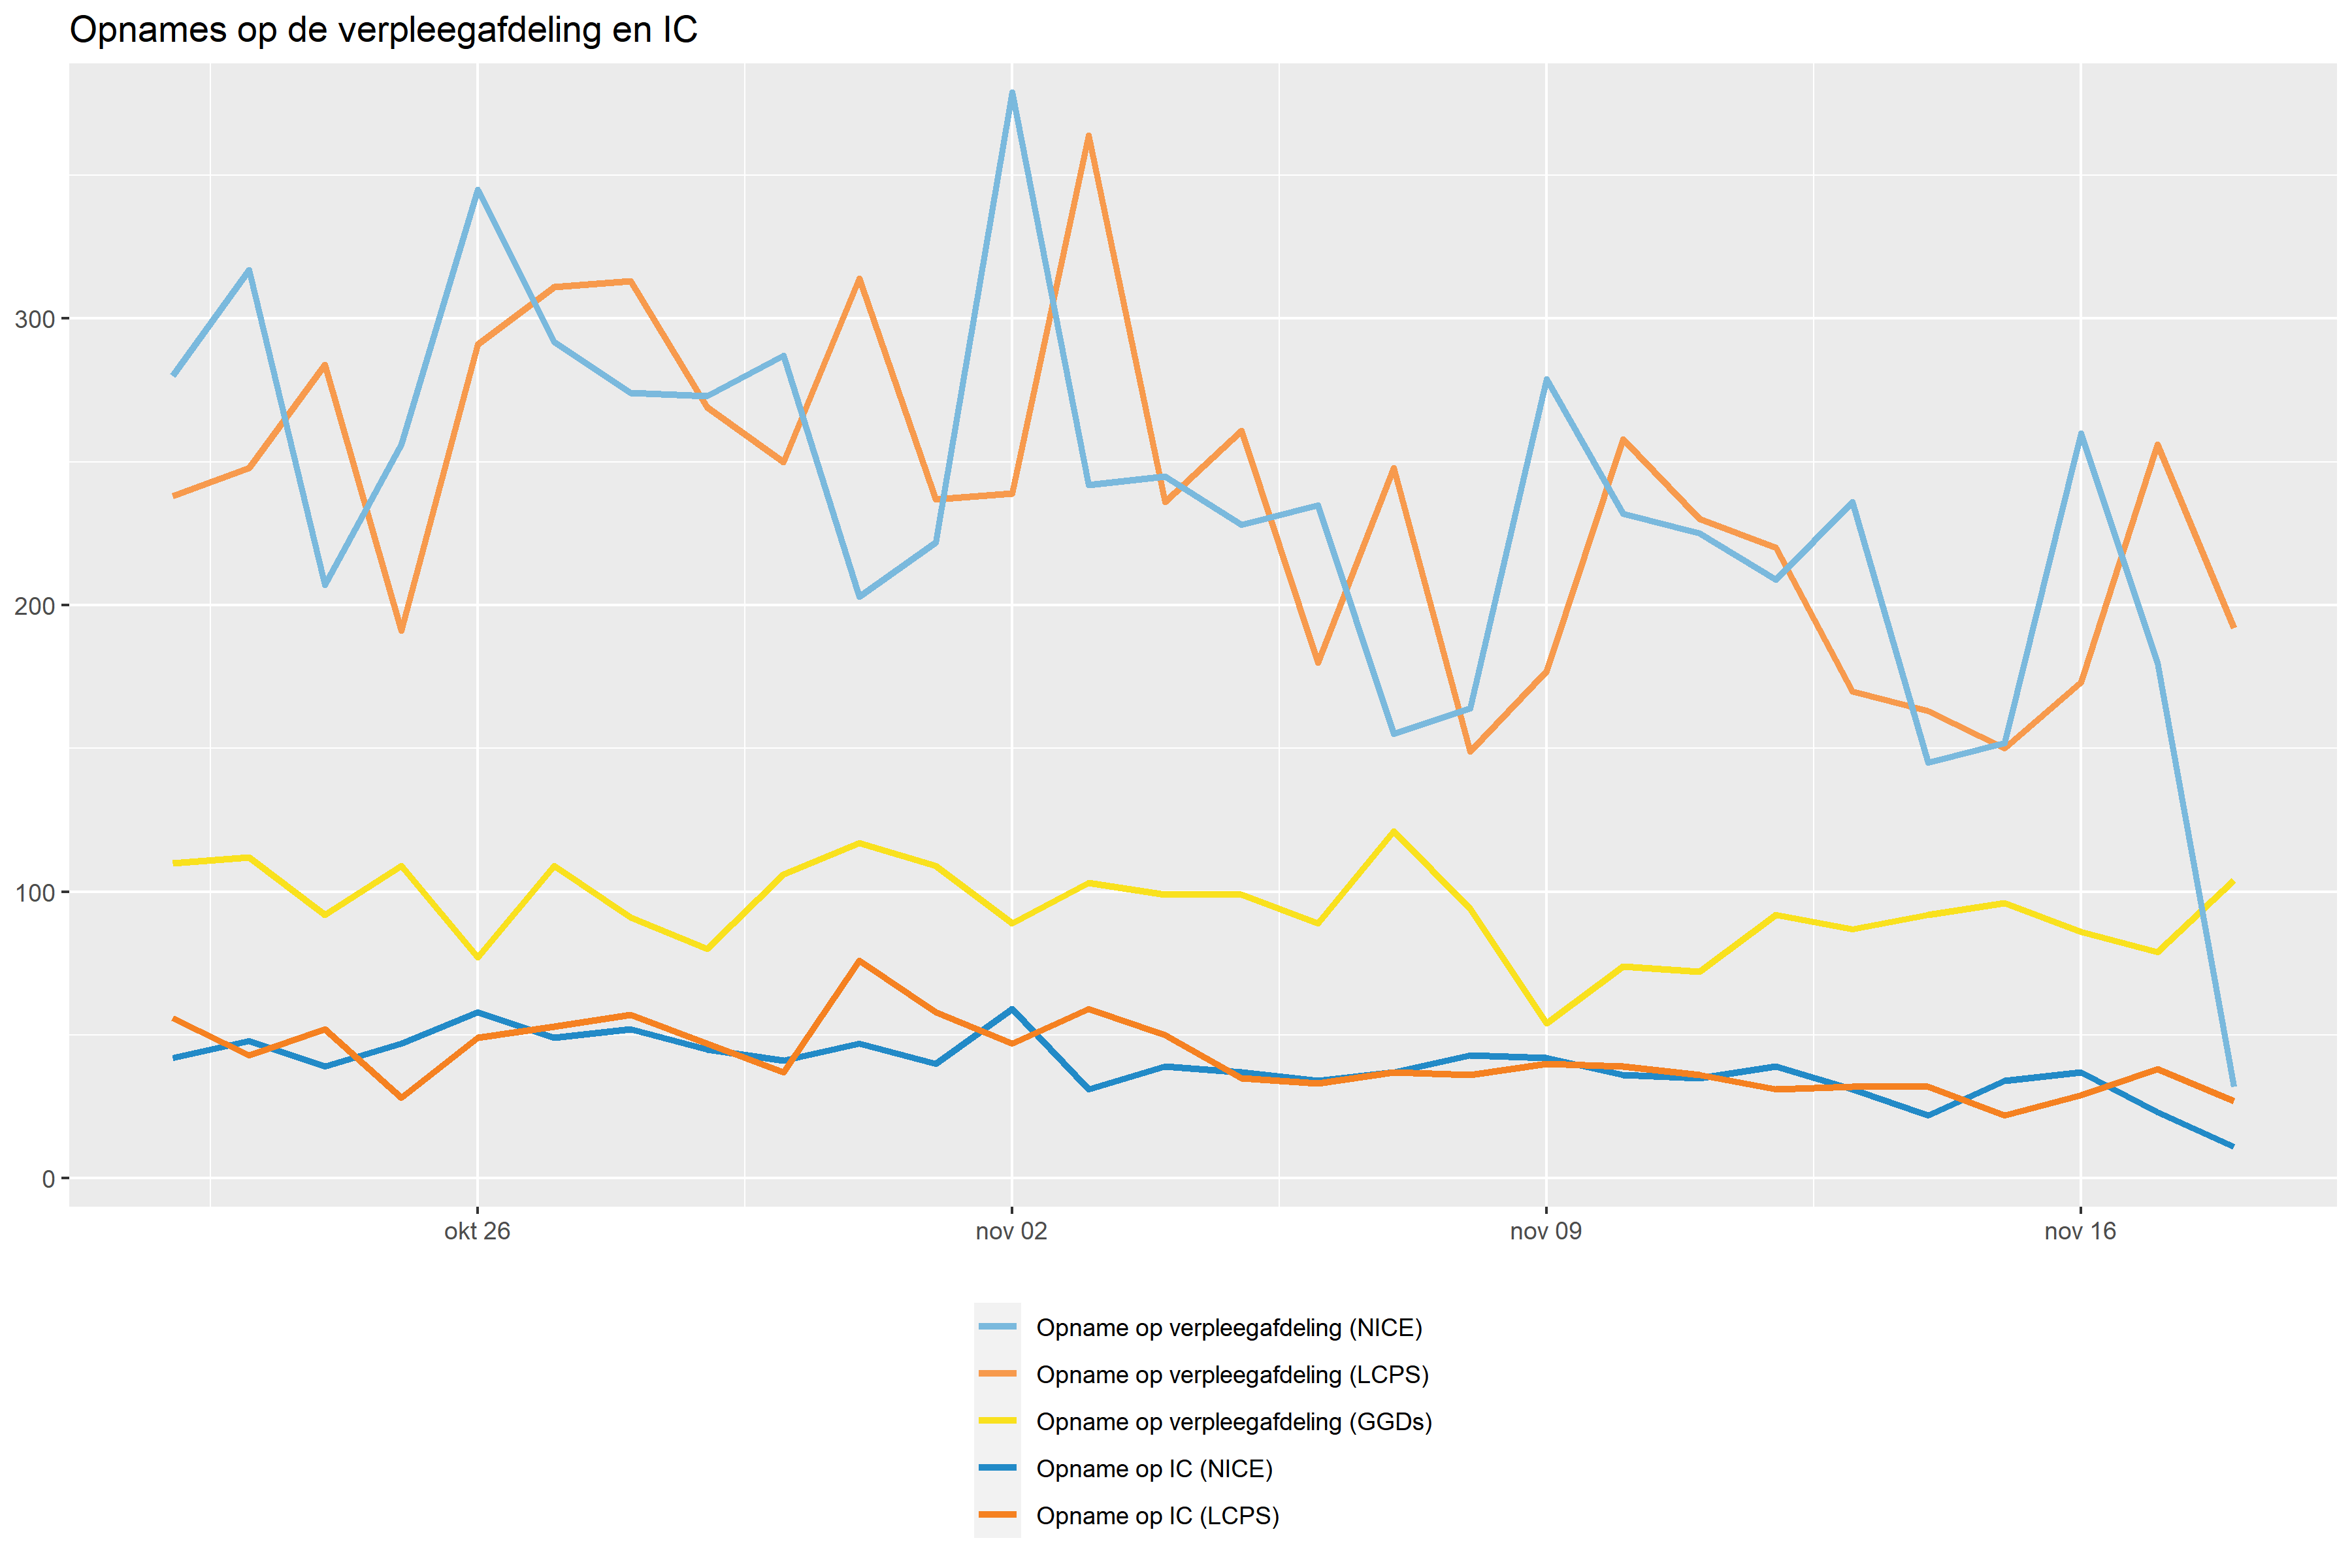 Opnames op de verpleegafdeling en IC
300
200
100
0
okt 26
nov 02
nov 09
nov 16
Opname op verpleegafdeling (NICE)
Opname op verpleegafdeling (LCPS)
Opname op verpleegafdeling (GGDs)
Opname op IC (NICE)
Opname op IC (LCPS)